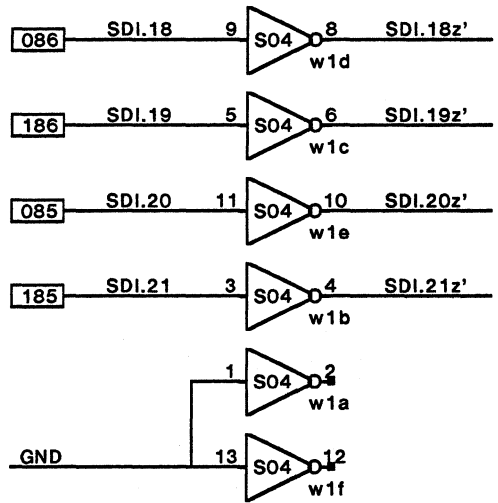 086 SDI.18 9 S04 8 SDI.18z'
w1d
186 SDI.19 5 S04 6 SDI.19z'
w1c
085 SDI.20 11 S04 10 SDI.20z'
w1e
185 SDI.21 3 S04 4 SDI.21z'
w1b
1 S04 2
w1a
GND 13 S04 12
w1f